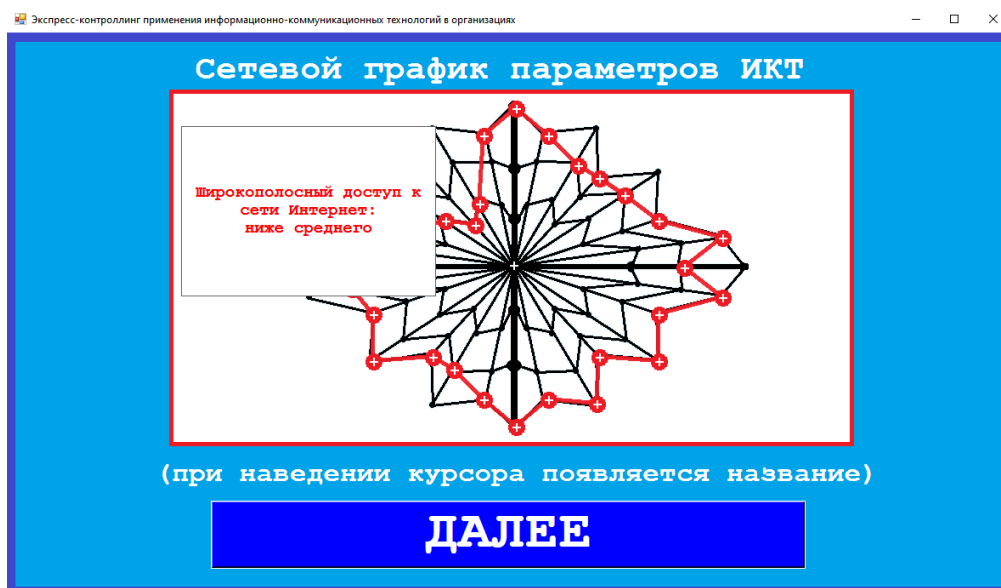 Экспресс-контроллинг применения информационно-коммуникационных технологий в организациях
Сетевой график параметров ИКТ
Широкополосный доступ к
сети Интернет:
ниже среднего
(при наведении курсора появляется название)
ДАЛЕЕ